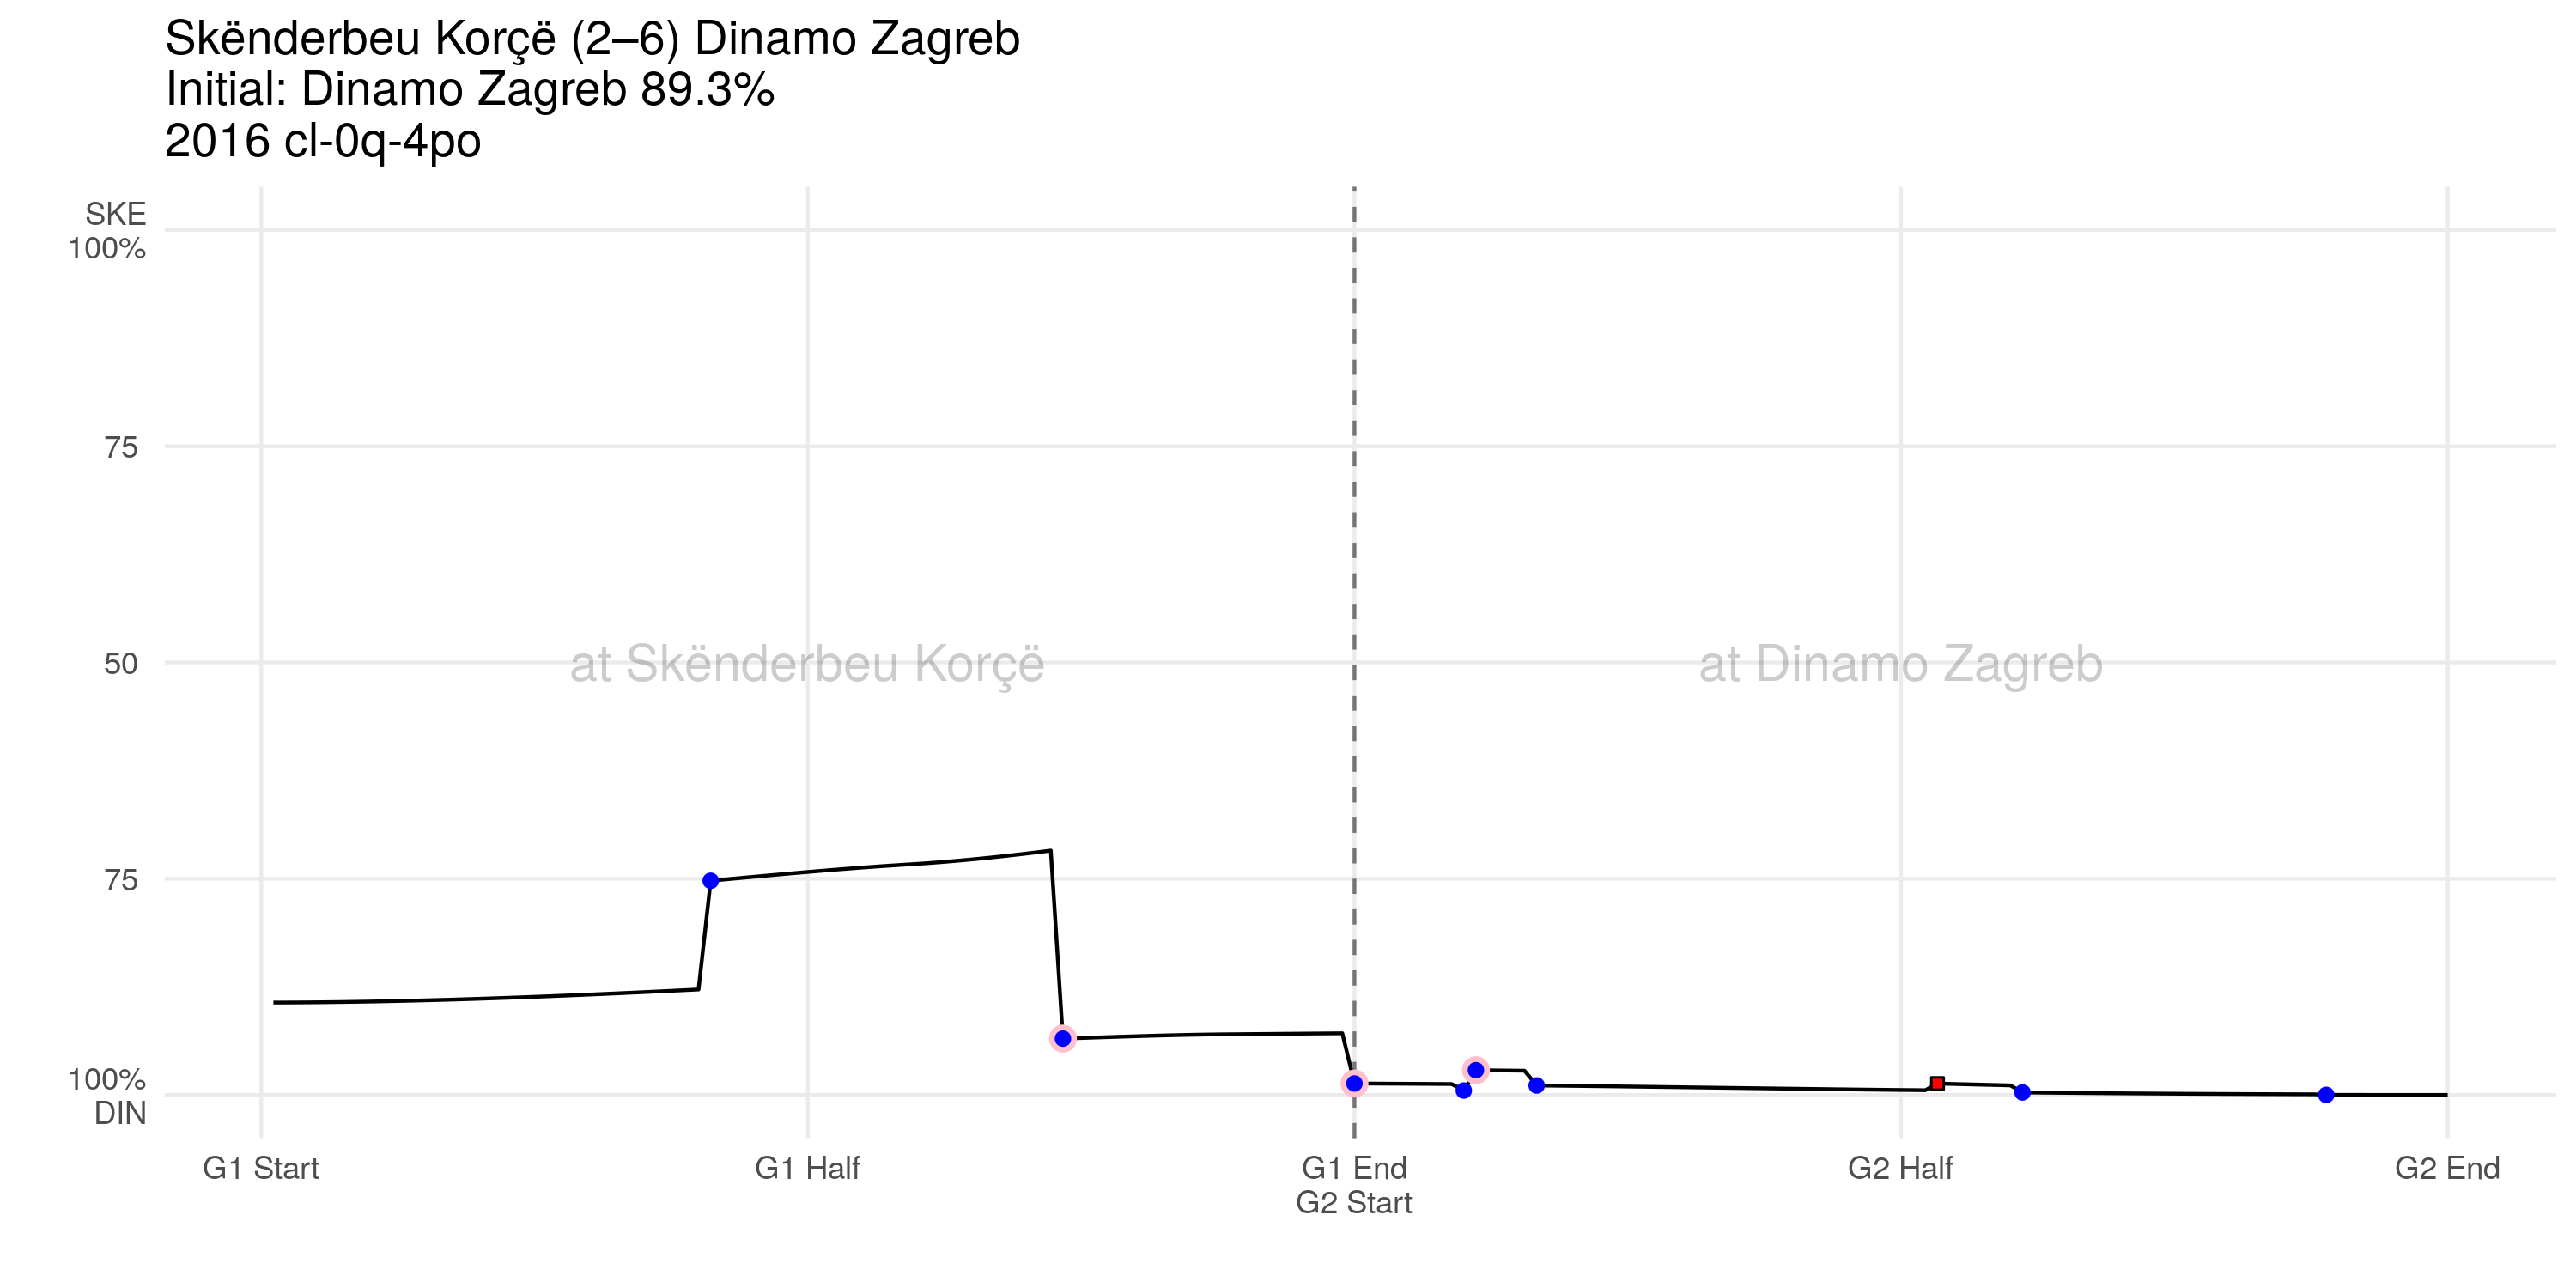 Skënderbeu Korçë (2–6) Dinamo Zagreb
Initial: Dinamo Zagreb 89.3%
2016 cl-0q-4po
SKE
100%
75
50
75
100%
DIN
at Skënderbeu Korçë
at Dinamo Zagreb
G1 Start
G1 Half
G1 End
G2 Start
G2 Half
G2 End